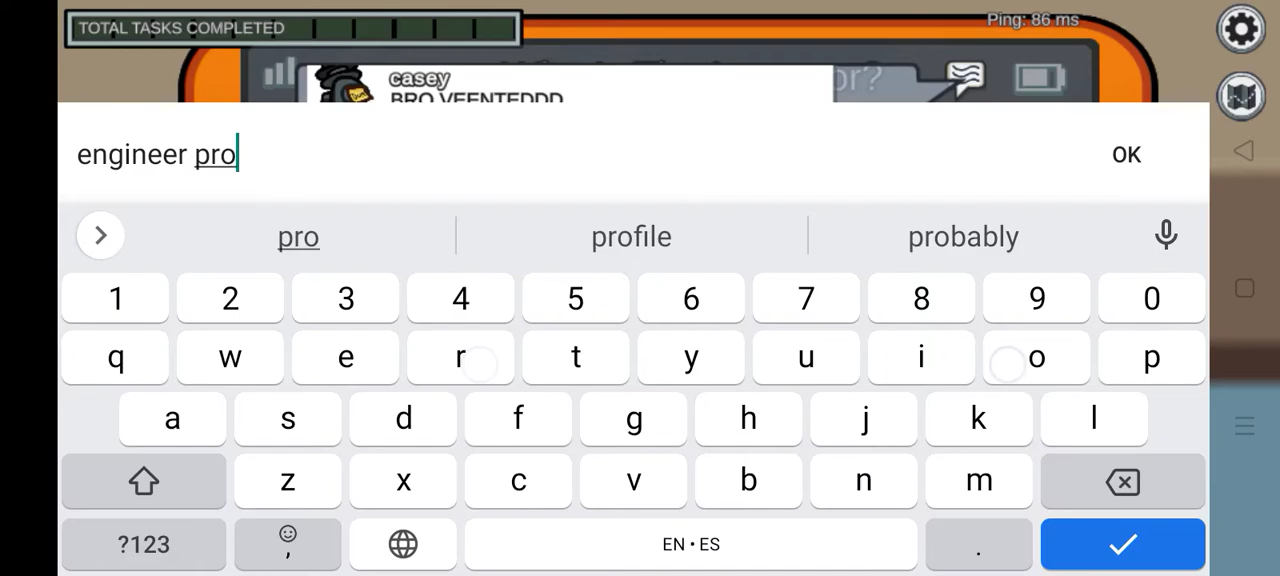 TOTAL TASKS COMPLETED
Ping: 86 ms
casey
or?
BRO VEENTEDDD
engineer pro
OK
pro
profile
probably
1 2 3 4 5 6 7 8 9 0
q w e r t y u i o p
a s d f g h j k l
z x c v b n m
?123
,
EN • ES
.